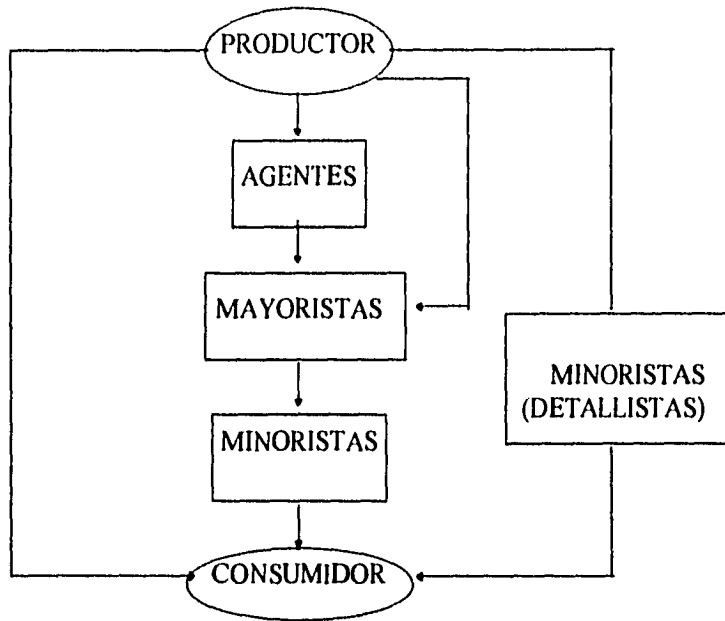 PRODUCTOR
AGENTES
MAYORISTAS
MINORISTAS
(DETALLISTAS)
MINORISTAS
CONSUMIDOR